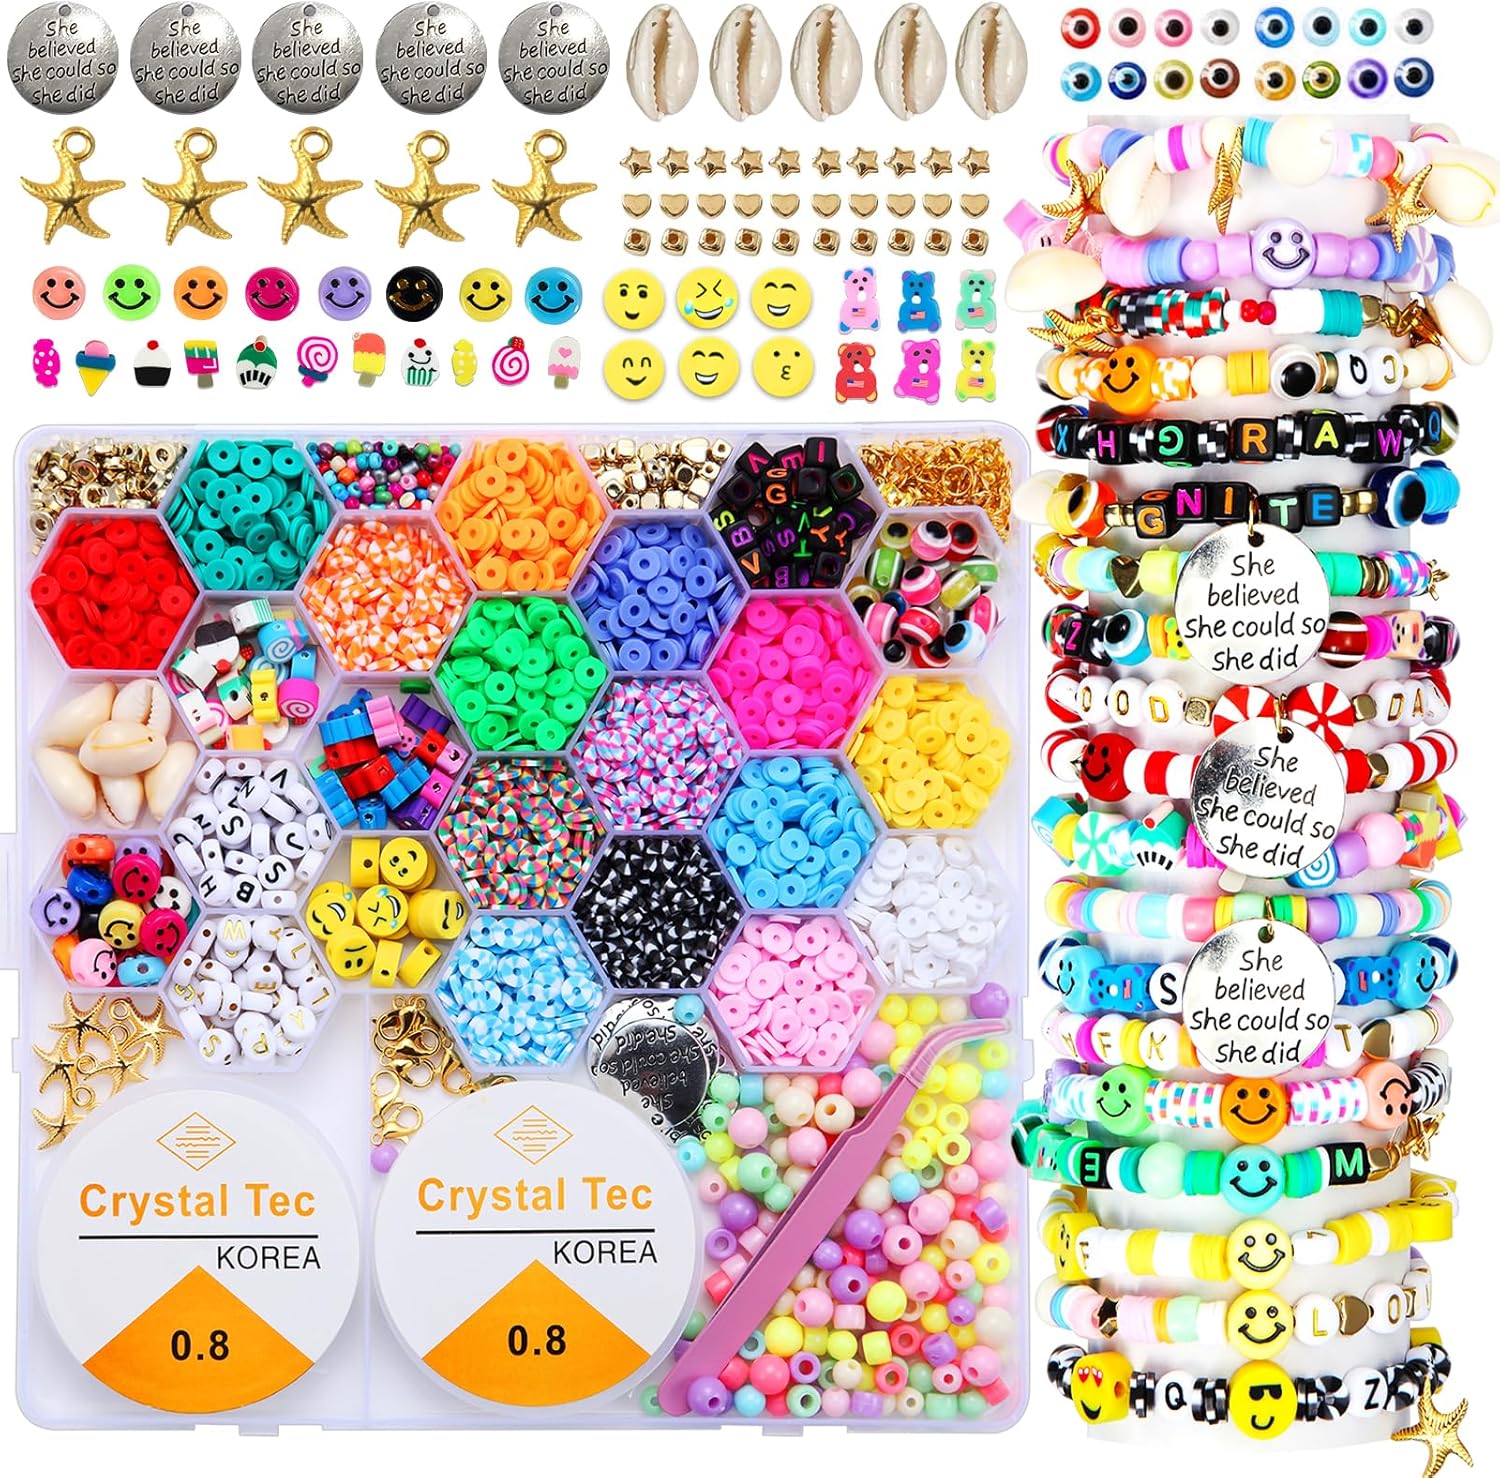 She
believed
she could so
she did
She
believed
she could so
she did
She
believed
she could so
she did
She
believed
she could so
she did
She
believed
she could so
she did
X H G R A W Q
G N I T E
She
believed
she could so
she did
Z
O O D
D A
She
believed
she could so
she did
She
believed
she could so
she did
S
F K
T
E
M
F
L O
Q
Z
Crystal Tec
KOREA
0.8
Crystal Tec
KOREA
0.8